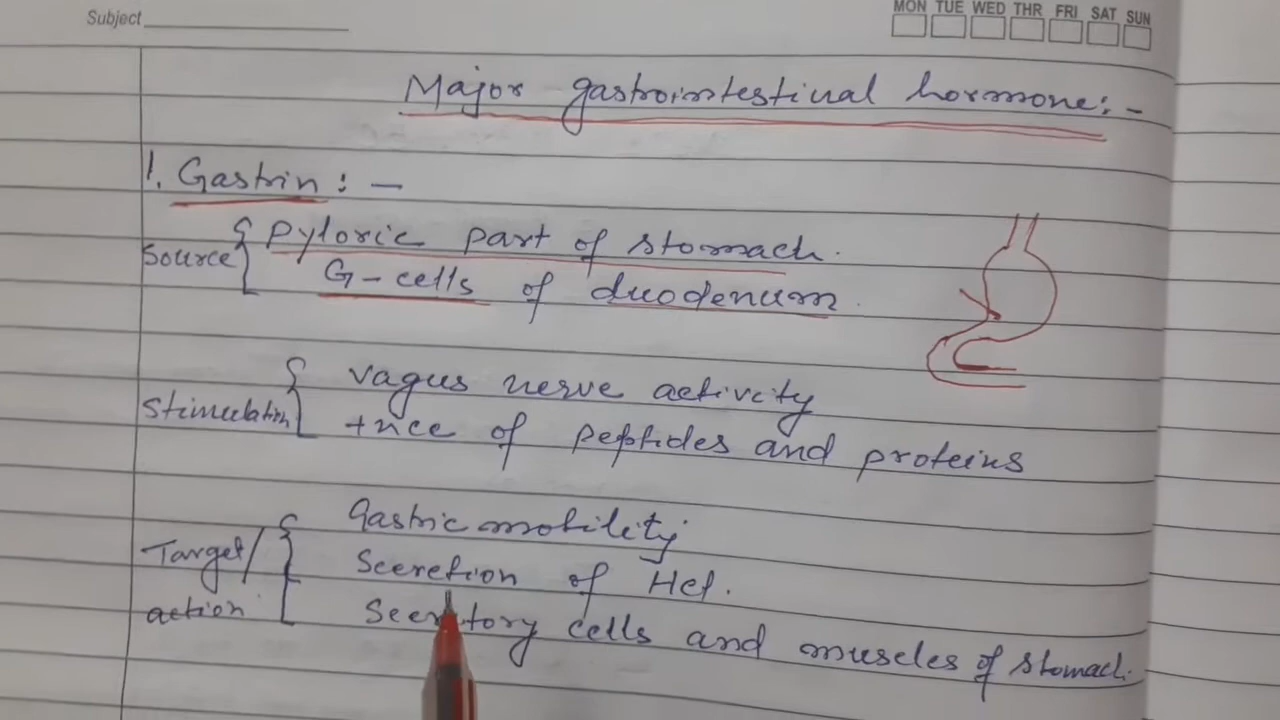 Subject
MON TUE WED THR FRI SAT SUN
Major gastrointestinal hormone:-
1. Gastrin: -
Source
Pyloric part of stomach.
G-cells of duodenum.
Stimulation
vagus nerve activity
+nce of peptides and proteins
Target/
action
Gastric mobility
Secretion of Hcl.
Secretory cells and muscles of stomach.